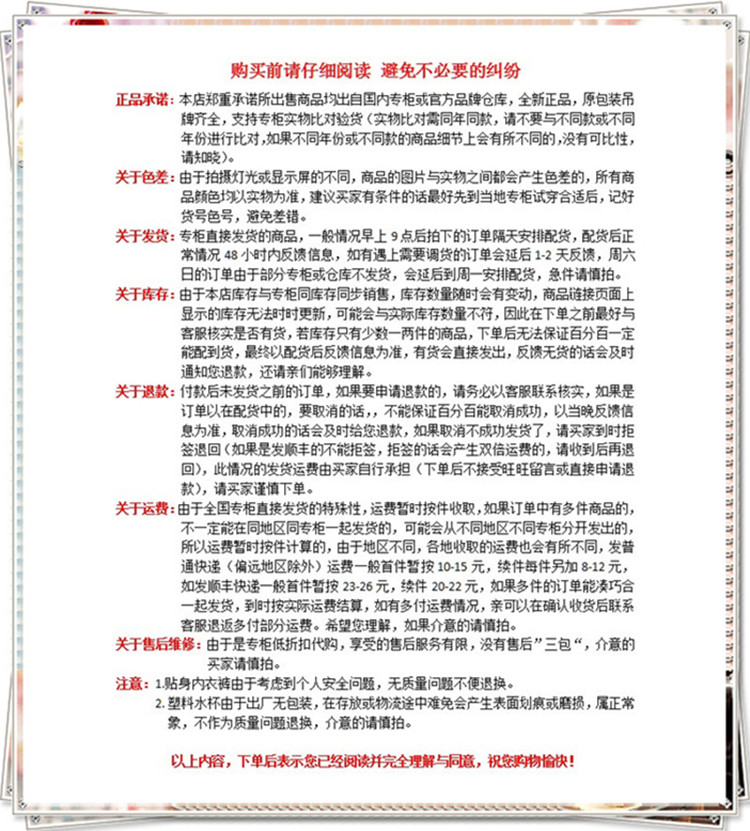 购买前请仔细阅读 避免不必要的纠纷
正品承诺：本店郑重承诺所出售商品均出自国内专柜或官方品牌仓库，全新正品，原包装吊
牌齐全，支持专柜实物比对验货（实物比对需同年同款，请不要与不同款或不同
年份进行比对，如果不同年份或不同款的商品细节上会有所不同的，没有可比性，
请知晓）。
关于色差：由于拍摄灯光或显示屏的不同，商品的图片与实物之间都会产生色差的，所有商
品颜色均以实物为准，建议买家有条件的话最好先到当地专柜试穿合适后，记好
货号色号，避免差错。
关于发货：专柜直接发货的商品，一般情况早上 9 点后拍下的订单隔天安排配货，配货后正
常情况 48 小时内反馈信息，如有遇上需要调货的订单会延后 1-2 天反馈，周六
日的订单由于部分专柜或仓库不发货，会延后到周一安排配货，急件请慎拍。
关于库存：由于本店库存与专柜同库存同步销售，库存数量随时会有变动，商品链接页面上
显示的库存无法时时更新，可能会与实际库存数量不符，因此在下单之前最好与
客服核实是否有货，若库存只有少数一两件的商品，下单后无法保证百分百一定
能配到货，最终以配货后反馈信息为准，有货会直接发出，反馈无货的话会及时
通知您退款，还请亲们能够理解。
关于退款：付款后未发货之前的订单，如果要申请退款的，请务必以客服联系核实，如果是
订单以在配货中的，要取消的话，，不能保证百分百能取消成功，以当晚反馈信
息为准，取消成功的话会及时给您退款，如果取消不成功发货了，请买家到时拒
签退回（如果是发顺丰的不能拒签，拒签的话会产生双倍运费的，请收到后再退
回），此情况的发货运费由买家自行承担（下单后不接受旺旺留言或直接申请退
款），请买家谨慎下单。
关于运费：由于全国专柜直接发货的特殊性，运费暂时按件收取，如果订单中有多件商品的，
不一定能在同地区同专柜一起发货的，可能会从不同地区不同专柜分开发出的，
所以运费暂时按件计算的，由于地区不同，各地收取的运费也会有所不同，发普
通快递（偏远地区除外）运费一般首件暂按 10-15 元，续件每件另加 8-12 元，
如发顺丰快递一般首件暂按 23-26 元，续件 20-22 元，如果多件的订单能凑巧合
一起发货，到时按实际运费结算，如有多付运费情况，亲可以在确认收货后联系
客服退返多付部分运费。希望您理解，如果介意的请慎拍。
关于售后维修：由于是专柜低折扣代购，享受的售后服务有限，没有售后”三包“，介意的
买家请慎拍。
注意：1.贴身内衣裤由于考虑到个人安全问题，无质量问题不便退换。
2. 塑料水杯由于出厂无包装，在存放或物流途中难免会产生表面划痕或磨损，属正常
象，不作为质量问题退换，介意的请慎拍。
以上内容，下单后表示您已经阅读并完全理解与同意，祝您购物愉快！